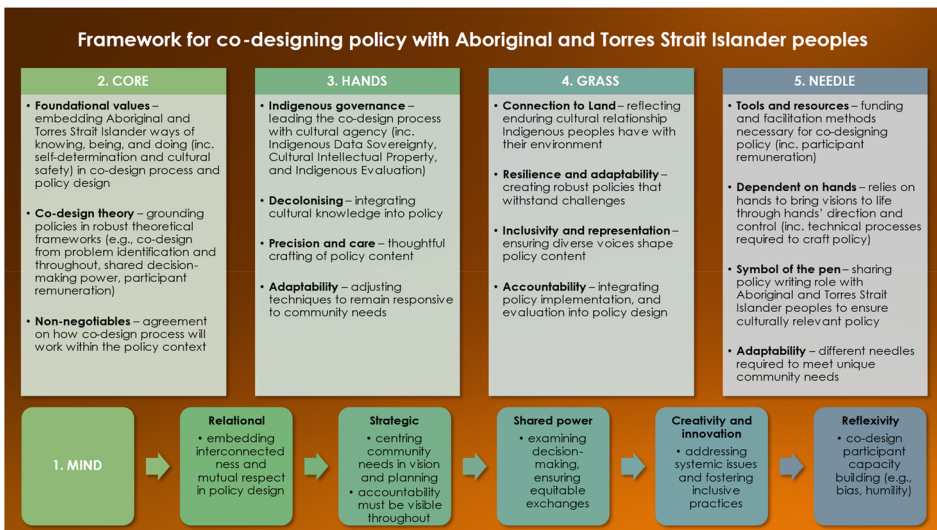 Framework for co-designing policy with Aboriginal and Torres Strait Islander peoples
2. CORE
• Foundational values –
embedding Aboriginal and
Torres Strait Islander ways of
knowing, being, and doing (inc.
self-determination and cultural
safety) in co-design process and
policy design
• Co-design theory – grounding
policies in robust theoretical
frameworks (e.g., co-design
from problem identification and
throughout, shared decision-
making power, participant
remuneration)
• Non-negotiables – agreement
on how co-design process will
work within the policy context
3. HANDS
• Indigenous governance –
leading the co-design process
with cultural agency (inc.
Indigenous Data Sovereignty,
Cultural Intellectual Property,
and Indigenous Evaluation)
• Decolonising – integrating
cultural knowledge into policy
• Precision and care – thoughtful
crafting of policy content
• Adaptability – adjusting
techniques to remain responsive
to community needs
4. GRASS
• Connection to Land – reflecting
enduring cultural relationship
Indigenous peoples have with
their environment
• Resilience and adaptability –
creating robust policies that
withstand challenges
• Inclusivity and representation –
ensuring diverse voices shape
policy content
• Accountability – integrating
policy implementation, and
evaluation into policy design
5. NEEDLE
• Tools and resources – funding
and facilitation methods
necessary for co-designing
policy (inc. participant
remuneration)
• Dependent on hands – relies on
hands to bring visions to life
through hands' direction and
control (inc. technical processes
required to craft policy)
• Symbol of the pen – sharing
policy writing role with
Aboriginal and Torres Strait
Islander peoples to ensure
culturally relevant policy
• Adaptability – different needles
required to meet unique
community needs
1. MIND
Relational
• embedding
interconnected
ness and
mutual respect
in policy design
Strategic
• centring
community
needs in vision
and planning
• accountability
must be visible
throughout
Shared power
• examining
decision-
making,
ensuring
equitable
exchanges
Creativity and
innovation
• addressing
systemic issues
and fostering
inclusive
practices
Reflexivity
• co-design
participant
capacity
building (e.g.,
bias, humility)